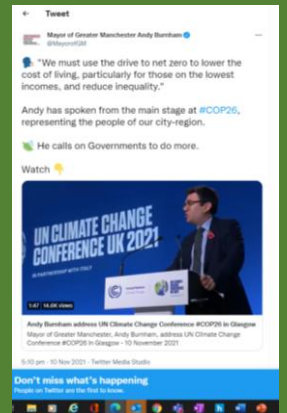 Tweet
Mayor of Greater Manchester Andy Burnham
@MayorofGM
"We must use the drive to net zero to lower the
cost of living, particularly for those on the lowest
incomes, and reduce inequality."
Andy has spoken from the main stage at #COP26,
representing the people of our city-region.
He calls on Governments to do more.
Watch
UN CLIMATE CHANGE
CONFERENCE UK 2021
IN PARTNERSHIP WITH ITALY
1:47 14.6K views
Andy Burnham address UN Climate Change Conference #COP26 in Glasgow
Mayor of Greater Manchester, Andy Burnham, address UN Climate Change
Conference #COP26 in Glasgow - 10 November 2021
5:10 pm · 10 Nov 2021 · Twitter Media Studio
Don't miss what's happening
People on Twitter are the first to know.